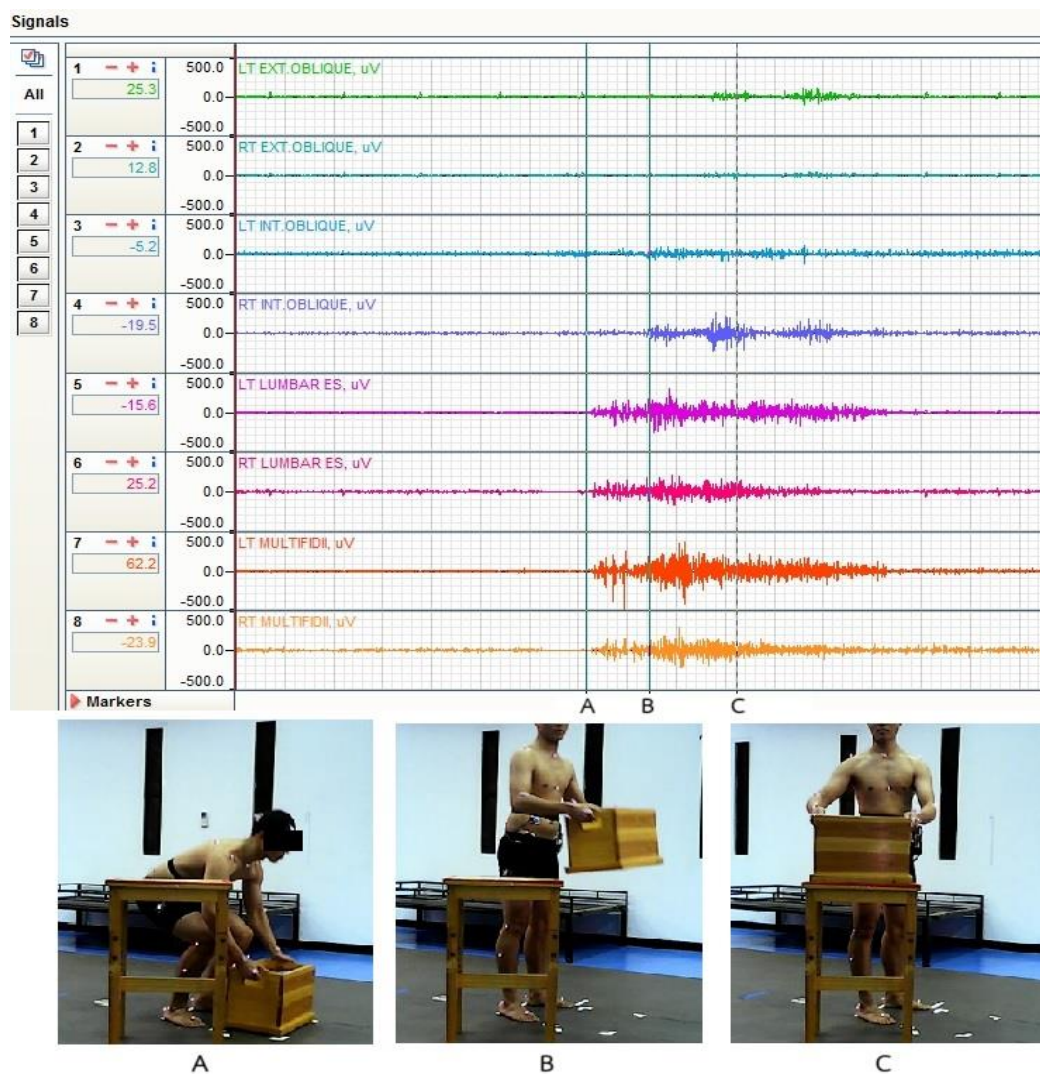 Signals
All
1
2
3
4
5
6
7
8
1 − + i
25.3
500.0
0.0
-500.0
LT EXT.OBLIQUE, uV
2 − + i
12.8
500.0
0.0
-500.0
RT EXT.OBLIQUE, uV
3 − + i
-5.2
500.0
0.0
-500.0
LT INT.OBLIQUE, uV
4 − + i
-19.5
500.0
0.0
-500.0
RT INT.OBLIQUE, uV
5 − + i
-15.6
500.0
0.0
-500.0
LT LUMBAR ES, uV
6 − + i
25.2
500.0
0.0
-500.0
RT LUMBAR ES, uV
7 − + i
62.2
500.0
0.0
-500.0
LT MULTIFIDII, uV
8 − + i
-23.9
500.0
0.0
-500.0
RT MULTIFIDII, uV
Markers
A B C
A B C